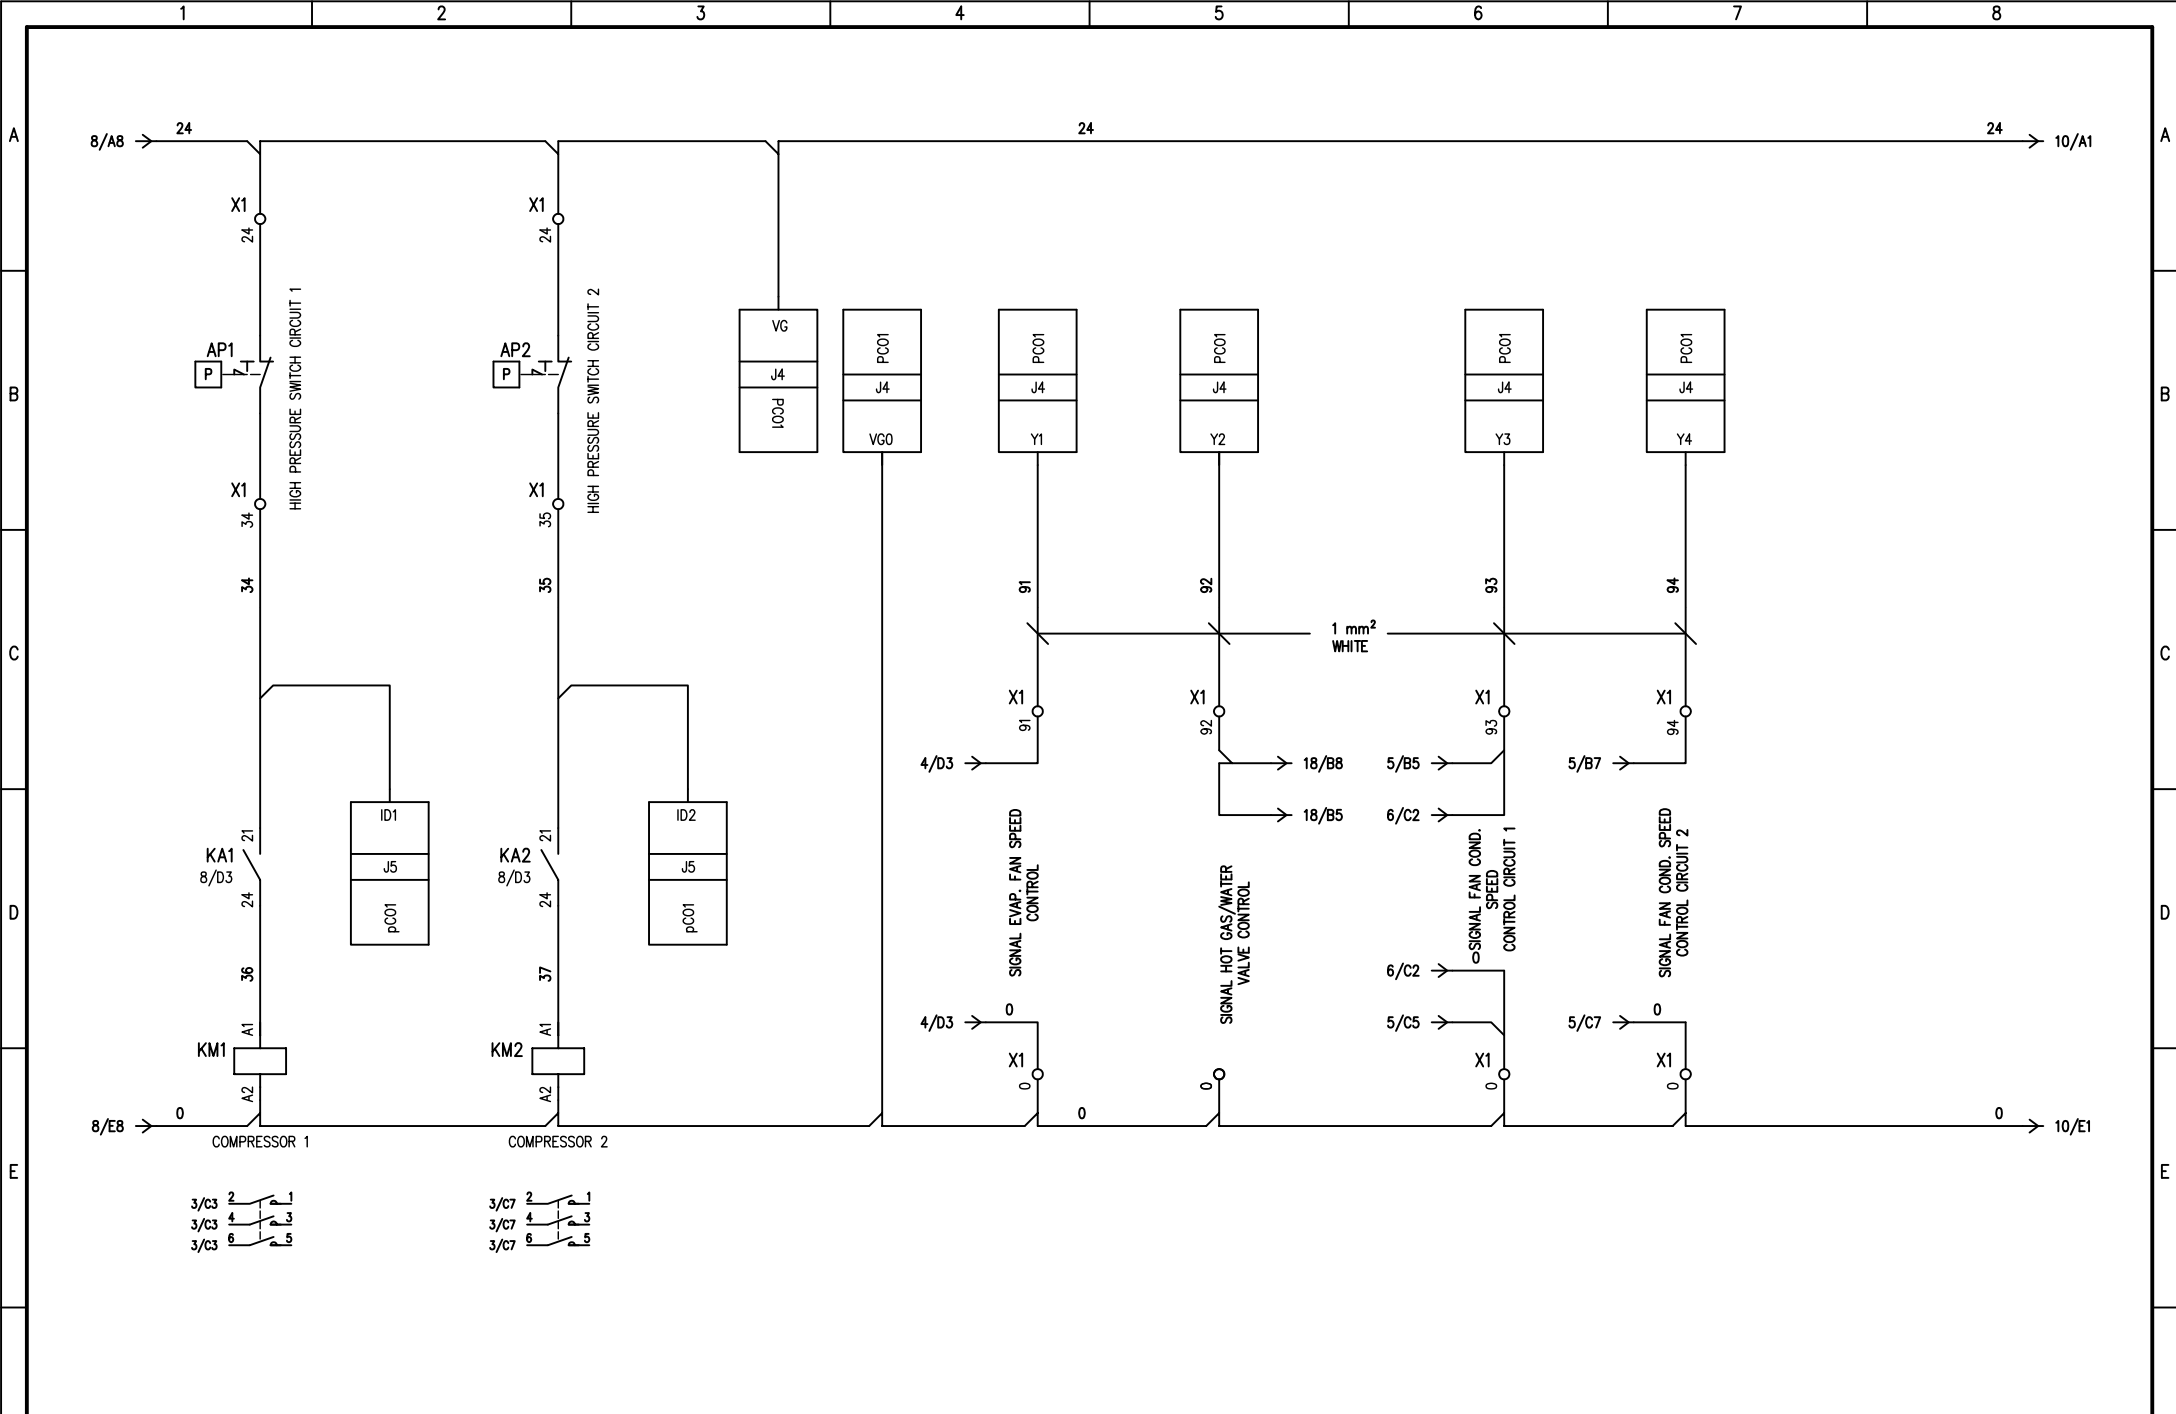 1 2 3 4 5 6 7 8
A A
8/A8 24 24 24 10/A1
X1 X1
24 24
B B
HIGH PRESSURE SWITCH CIRCUIT 1
HIGH PRESSURE SWITCH CIRCUIT 2
AP1 AP2
P P
VG
J4
PCO1
PCO1
J4
VG0
PCO1
J4
Y1
PCO1
J4
Y2
PCO1
J4
Y3
PCO1
J4
Y4
X1 X1
34 35
34 35 91 92 93 94
C C
1 mm²
WHITE
X1 X1 X1 X1
91 92 93 94
4/D3 18/B8 5/B5 5/B7
18/B5 6/C2
D D
21 21
KA1 KA2
8/D3 8/D3
24 24
ID1
J5
pCO1
ID2
J5
pCO1
SIGNAL EVAP. FAN SPEED
CONTROL
SIGNAL HOT GAS/WATER
VALVE CONTROL
SIGNAL FAN COND.
SPEED
CONTROL CIRCUIT 1
SIGNAL FAN COND. SPEED
CONTROL CIRCUIT 2
36 37
6/C2 0 0
4/D3 0 5/C5 5/C7 0
A1 A1
KM1 KM2
A2 A2
X1 X1 X1
0 0 0 0
8/E8 0 0 0 10/E1
COMPRESSOR 1 COMPRESSOR 2
E E
3/C3 2 1 3/C7 2 1
3/C3 4 3 3/C7 4 3
3/C3 6 5 3/C7 6 5